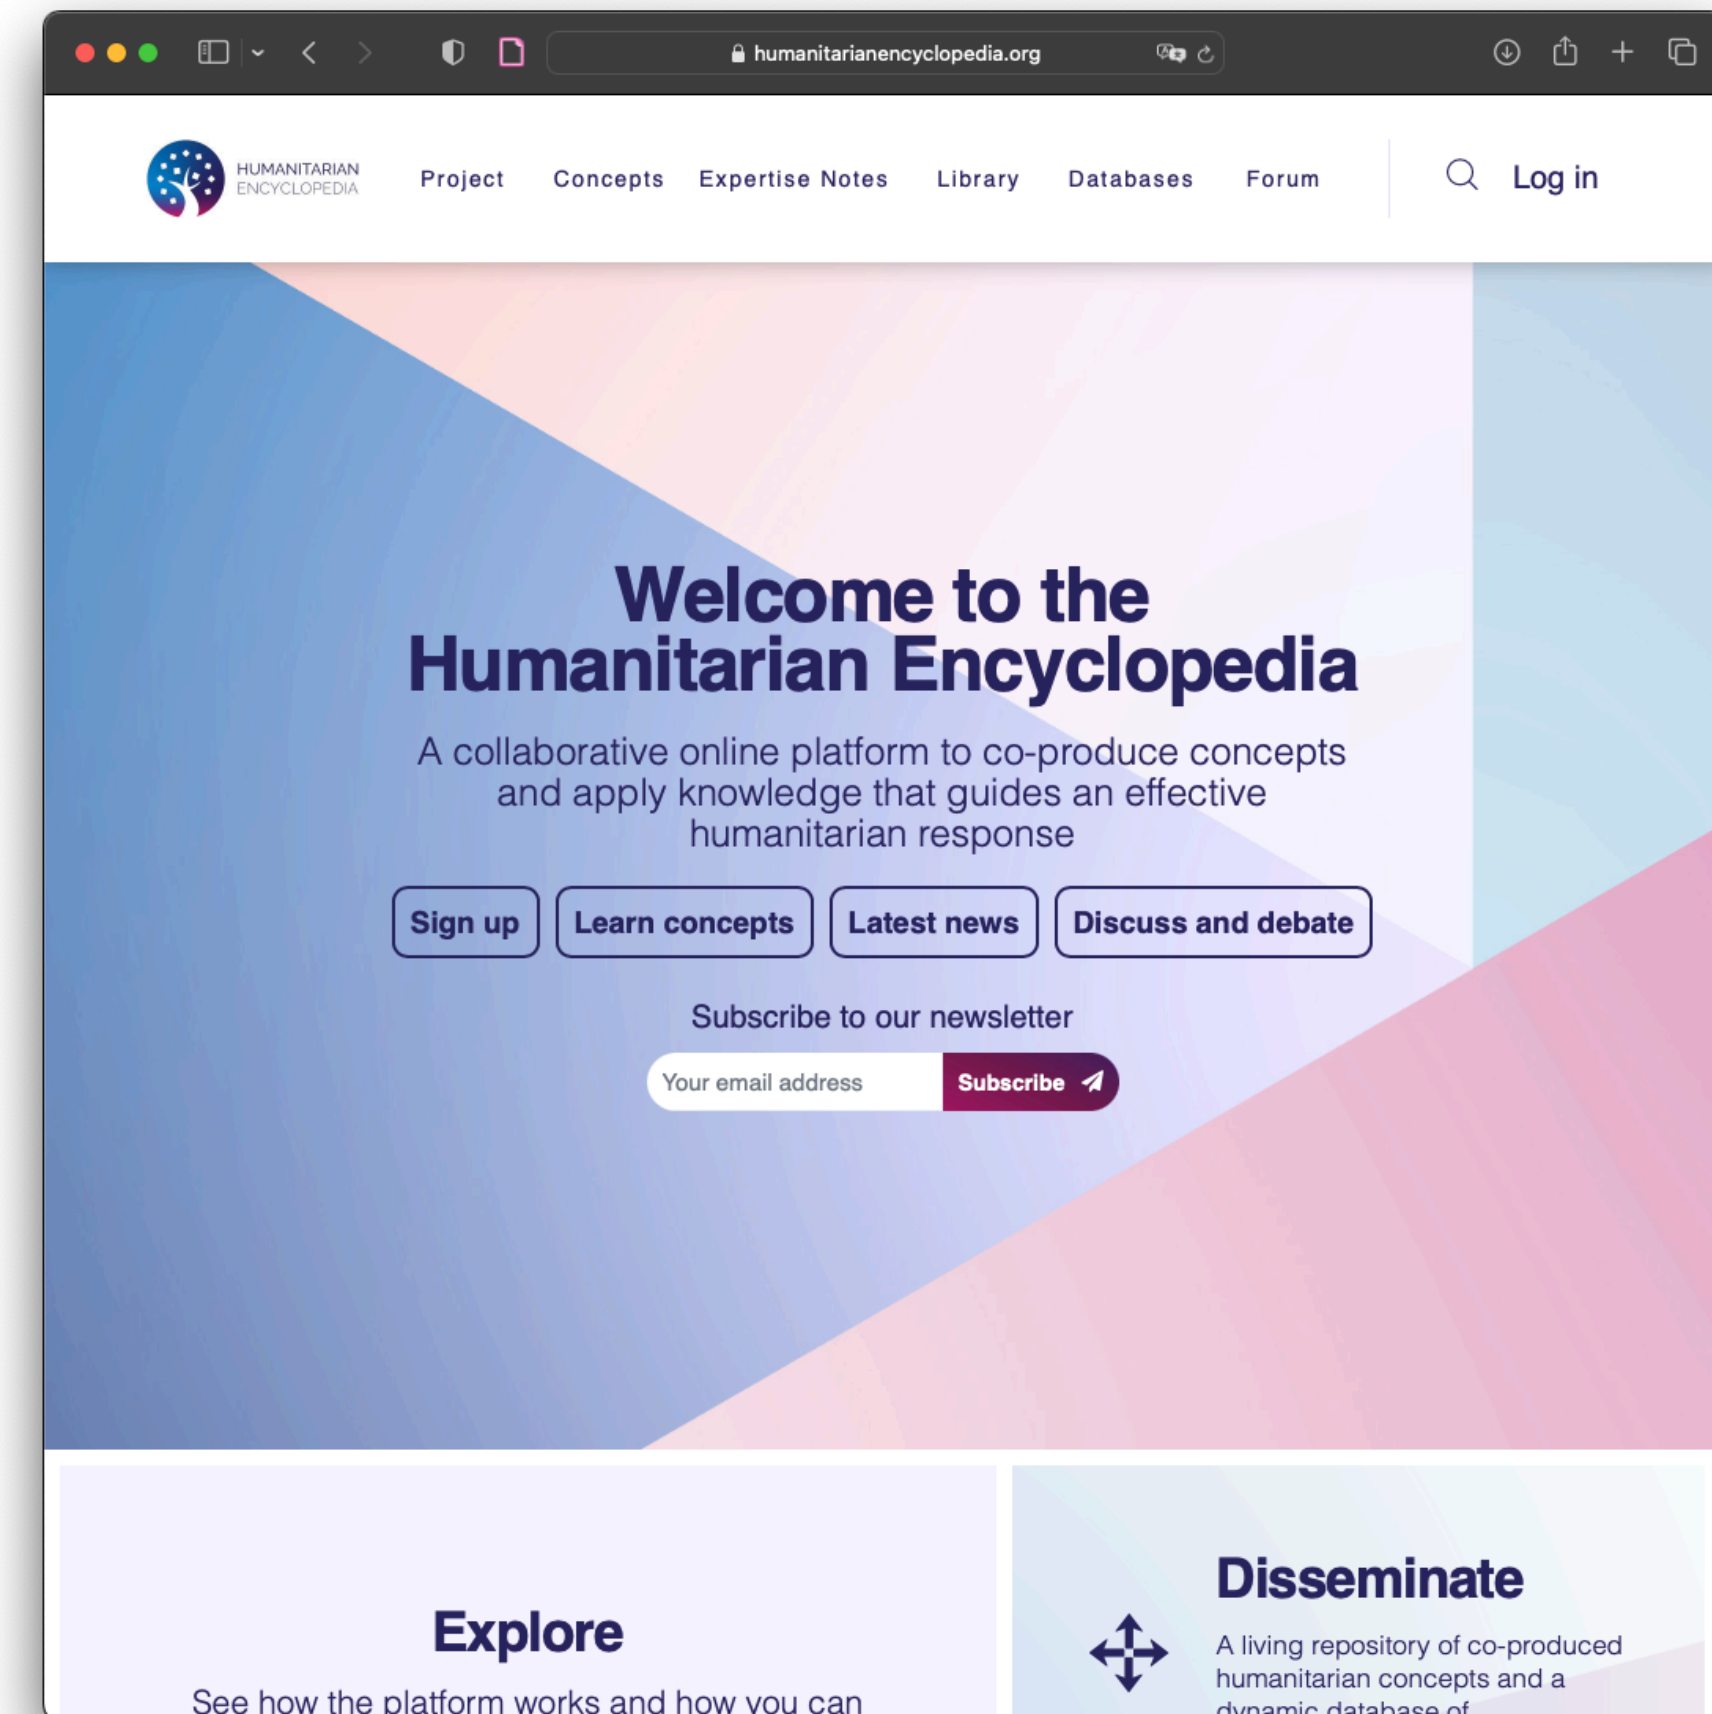 humanitarianencyclopedia.org
HUMANITARIAN
ENCYCLOPEDIA
Project
Concepts
Expertise Notes
Library
Databases
Forum
Log in
Welcome to the
Humanitarian Encyclopedia
A collaborative online platform to co-produce concepts
and apply knowledge that guides an effective
humanitarian response
Sign up
Learn concepts
Latest news
Discuss and debate
Subscribe to our newsletter
Your email address
Subscribe
Explore
See how the platform works and how you can
Disseminate
A living repository of co-produced
humanitarian concepts and a
dynamic database of